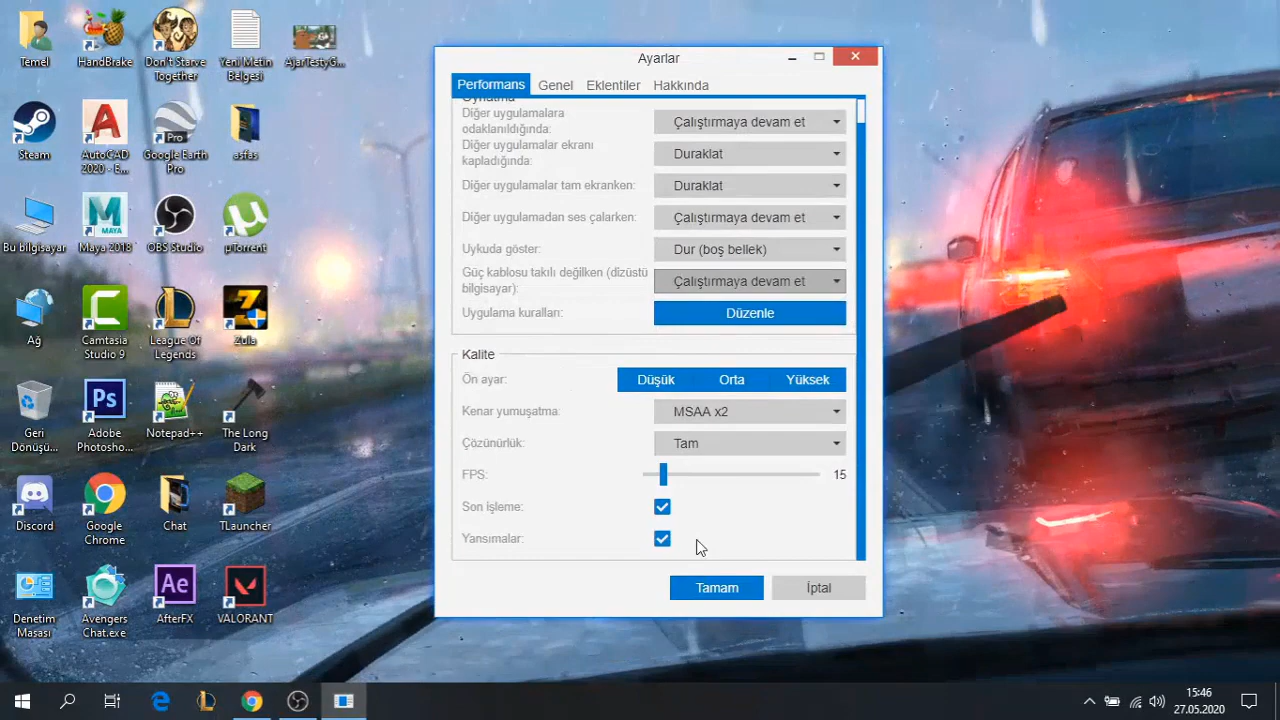 Ayarlar
Performans
Genel
Eklentiler
Hakkında
Oynatma
Diğer uygulamalara
odaklanıldığında:
Çalıştırmaya devam et
Diğer uygulamalar ekranı
kapladığında:
Duraklat
Diğer uygulamalar tam ekranken:
Duraklat
Diğer uygulamadan ses çalarken:
Çalıştırmaya devam et
Uykuda göster:
Dur (boş bellek)
Güç kablosu takılı değilken (dizüstü
bilgisayar):
Çalıştırmaya devam et
Uygulama kuralları:
Düzenle
Kalite
Ön ayar:
Düşük
Orta
Yüksek
Kenar yumuşatma:
MSAA x2
Çözünürlük:
Tam
FPS:
15
Son işleme:
Yansımalar:
Tamam
İptal
Temel
HandBrake
Don't Starve
Together
Yeni Metin
Belgesi
AjarTestyG...
Steam
AutoCAD
2020 - E...
Pro
Google Earth
Pro
asfas
Bu bilgisayar
Maya 2018
OBS Studio
µTorrent
Ağ
Camtasia
Studio 9
League Of
Legends
Zula
Geri
Dönüşü...
Adobe
Photosho...
Notepad++
The Long
Dark
Discord
Google
Chrome
Chat
TLauncher
Denetim
Masası
Avengers
Chat.exe
AfterFX
VALORANT
15:46
27.05.2020